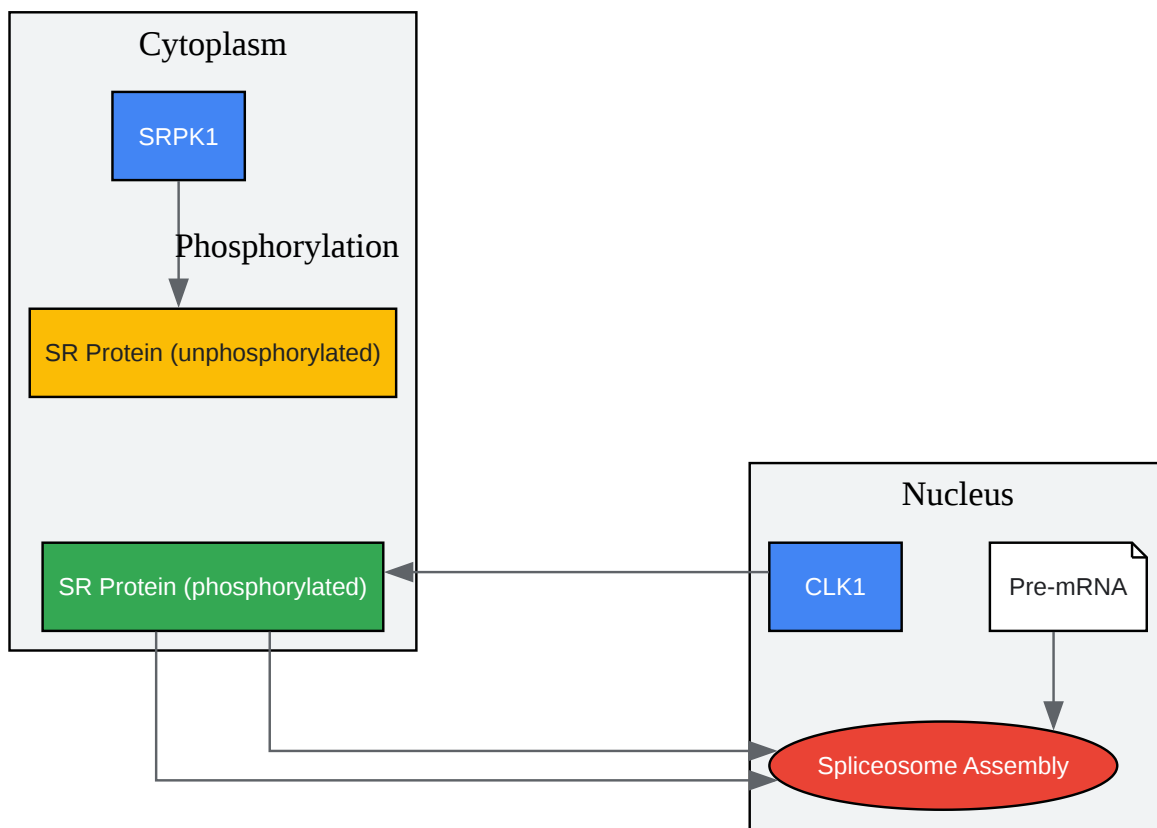 Cytoplasm
SRPK1
Phosphorylation
SR Protein (unphosphorylated)
SR Protein (phosphorylated)
Nucleus
CLK1
Pre-mRNA
Spliceosome Assembly